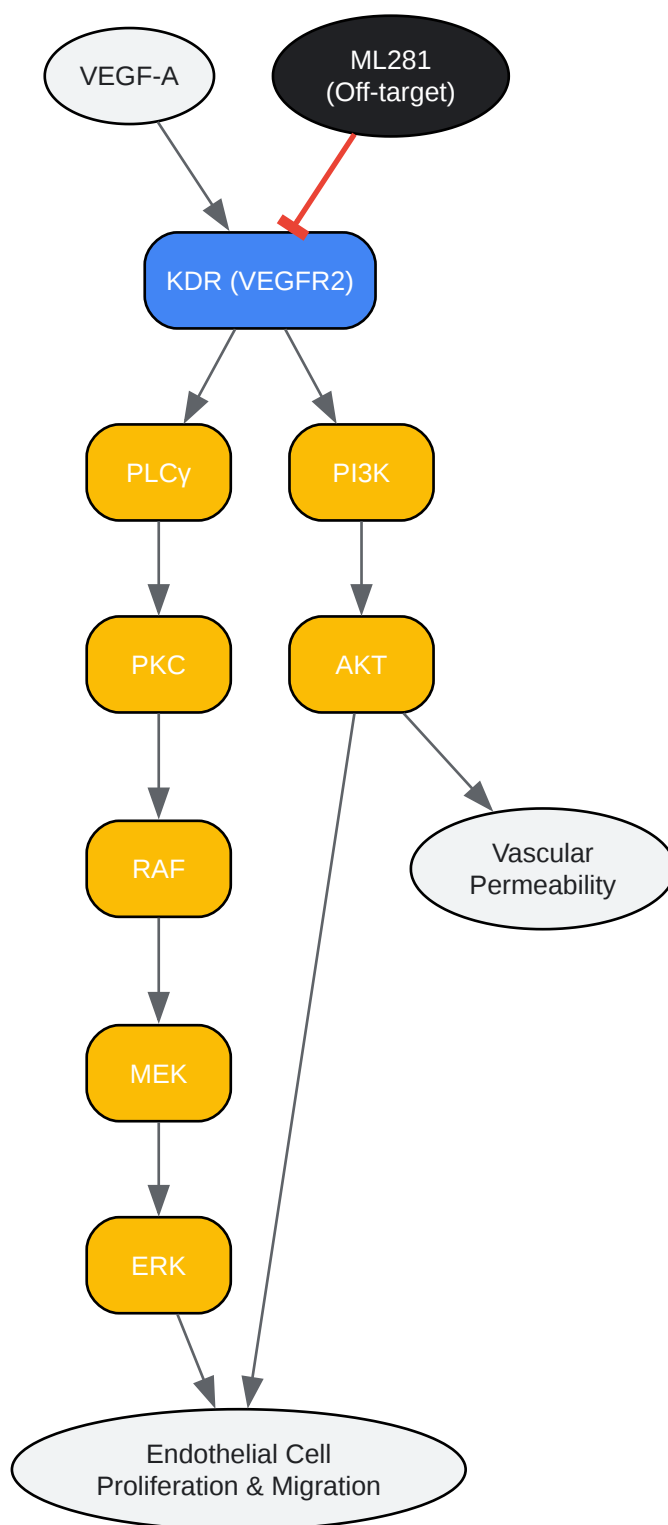 VEGF-A
ML281
(Off-target)
KDR (VEGFR2)
PLCγ
PI3K
PKC
AKT
RAF
Vascular
Permeability
MEK
ERK
Endothelial Cell
Proliferation & Migration